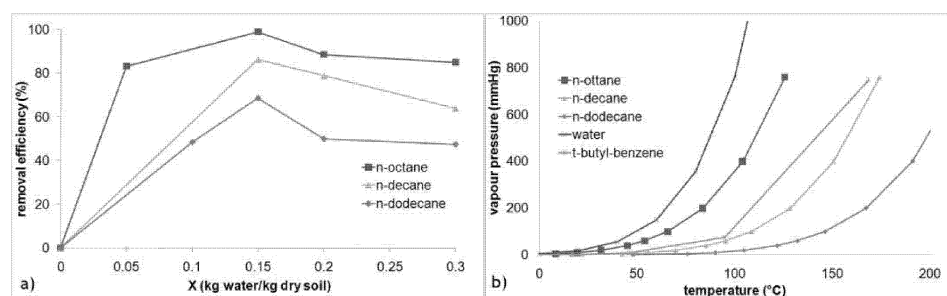 100
80
60
40
20
0
removal efficiency (%)
n-octane
n-decane
n-dodecane
0 0.05 0.1 0.15 0.2 0.25 0.3
X (kg water/kg dry soil)
a)
1000
800
600
400
200
0
vapour pressure (mmHg)
n-ottane
n-decane
n-dodecane
water
t-butyl-benzene
0 50 100 150 200
temperature (°C)
b)